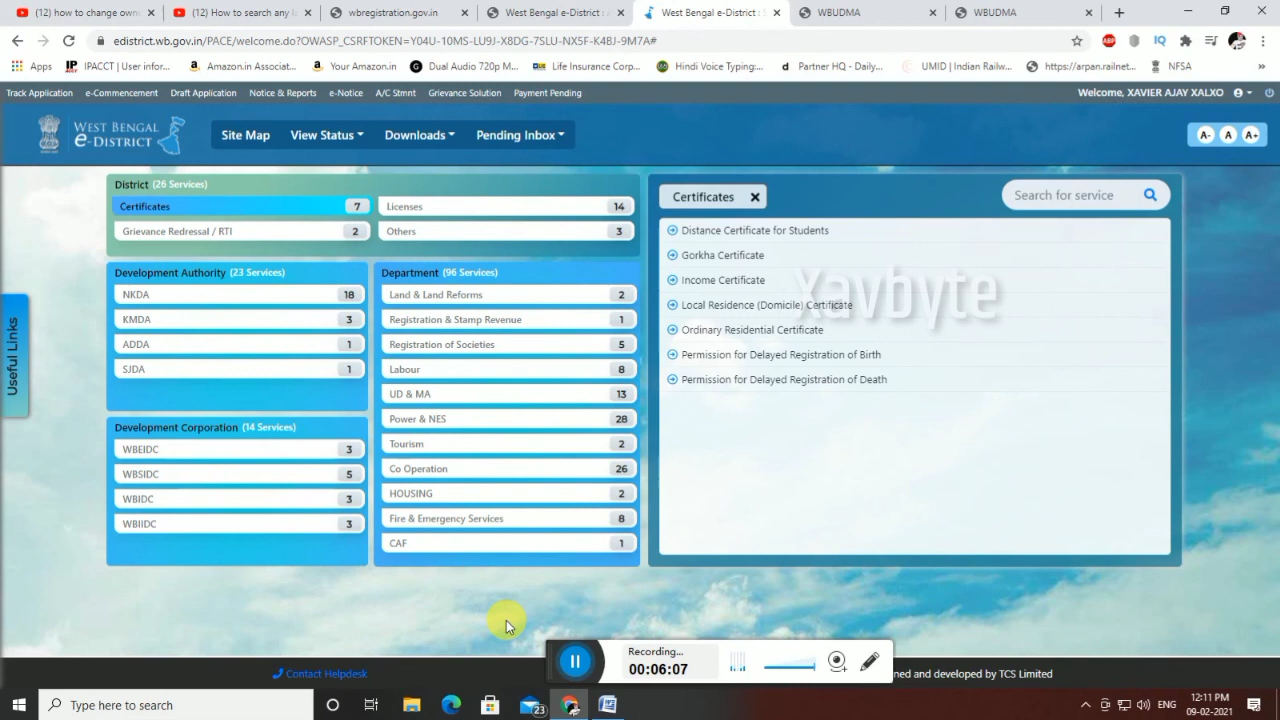 (12) how to change own
(12) How to search any la
wbregistration.gov.in
West Bengal e-District : A
West Bengal e-District : S
WBUDMA
WBUDMA
edistrict.wb.gov.in/PACE/welcome.do?OWASP_CSRFTOKEN=Y04U-10MS-LU9J-X8DG-7SLU-NX5F-K4BJ-9M7A#
ABP
IQ
Apps
IPACCT | User infor...
Amazon.in Associat...
Your Amazon.in
Dual Audio 720p M...
Life Insurance Corp...
Hindi Voice Typing:...
Partner HQ - Daily...
UMID | Indian Railw...
https://arpan.railnet...
NFSA
Track Application e-Commencement Draft Application Notice & Reports e-Notice A/C Stmnt Grievance Solution Payment Pending
Welcome, XAVIER AJAY XALXO
WEST BENGAL
e-DISTRICT
Site Map View Status Downloads Pending Inbox
A- A A+
District (26 Services)
Certificates 7
Licenses 14
Grievance Redressal / RTI 2
Others 3
Development Authority (23 Services)
NKDA 18
KMDA 3
ADDA 1
SJDA 1
Development Corporation (14 Services)
WBEIDC 3
WBSIDC 5
WBIDC 3
WBIIDC 3
Department (96 Services)
Land & Land Reforms 2
Registration & Stamp Revenue 1
Registration of Societies 5
Labour 8
UD & MA 13
Power & NES 28
Tourism 2
Co Operation 26
HOUSING 2
Fire & Emergency Services 8
CAF 1
Certificates
Search for service
Distance Certificate for Students
Gorkha Certificate
Income Certificate
Local Residence (Domicile) Certificate
Ordinary Residential Certificate
Permission for Delayed Registration of Birth
Permission for Delayed Registration of Death
Xavbyte
Useful Links
Recording...
00:06:07
Contact Helpdesk
ned and developed by TCS Limited
Type here to search
23
ENG
12:11 PM
09-02-2021